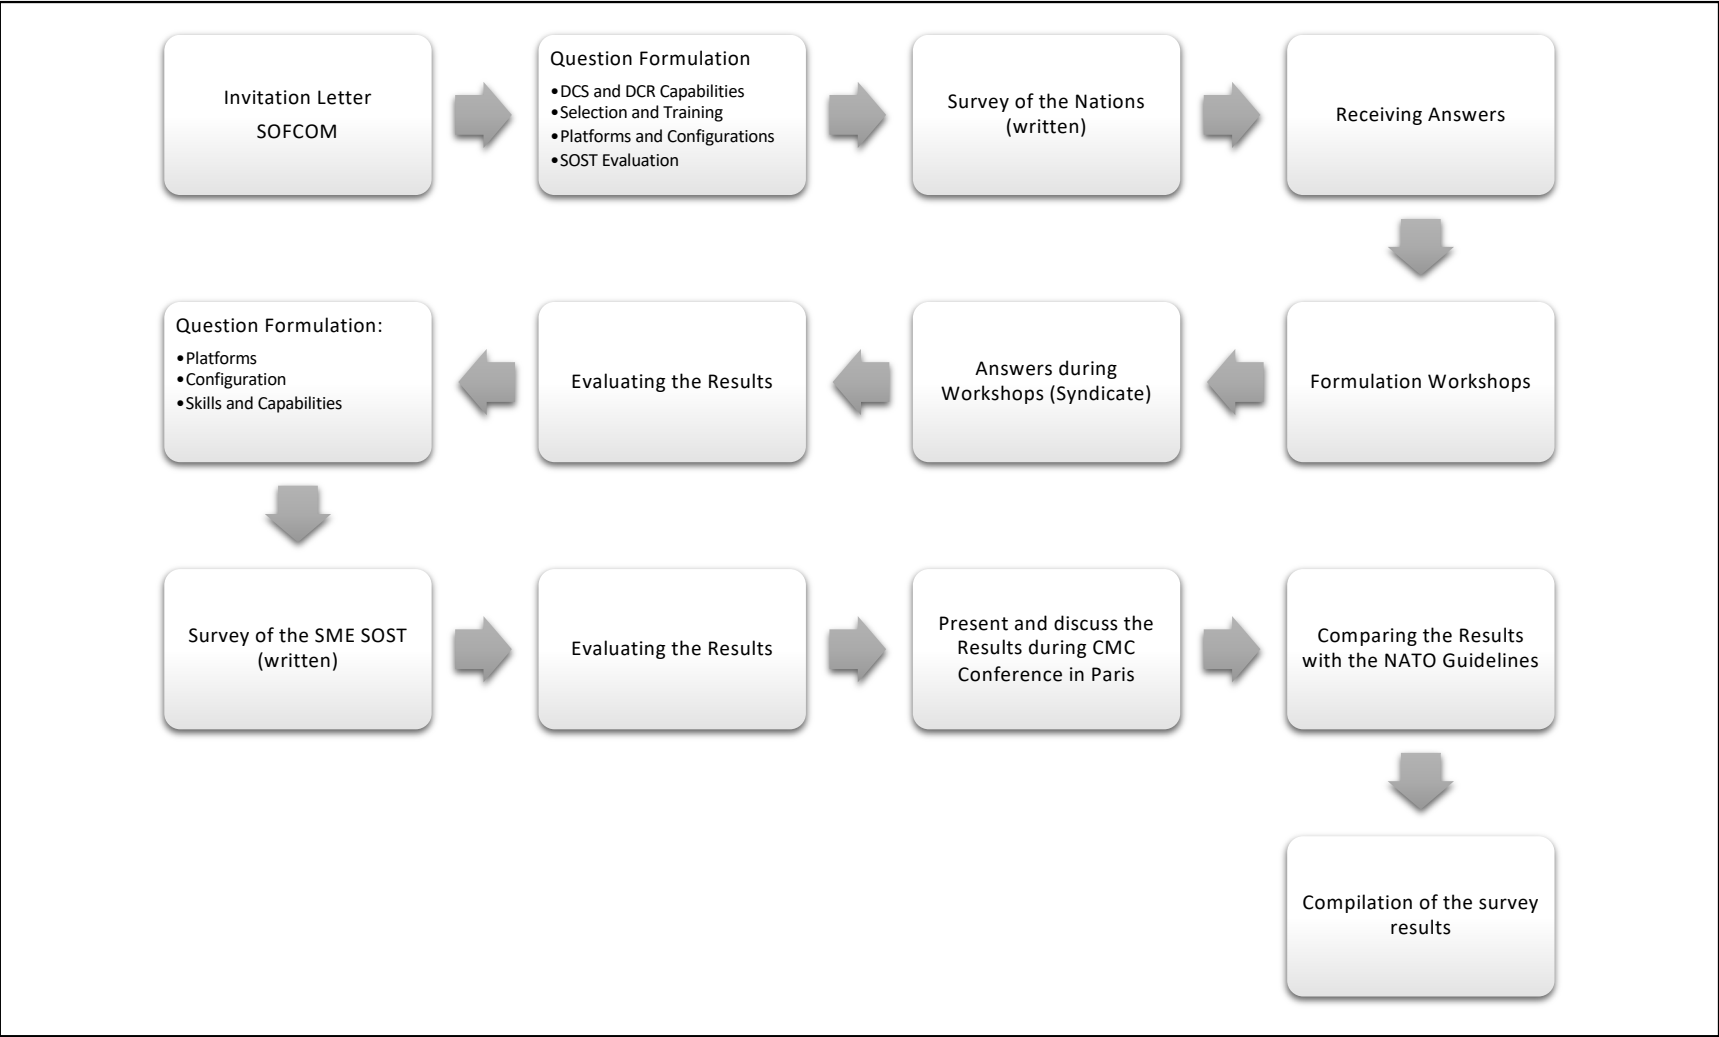 Invitation Letter
SOFCOM
Question Formulation
•DCS and DCR Capabilities
•Selection and Training
•Platforms and Configurations
•SOST Evaluation
Survey of the Nations
(written)
Receiving Answers
Formulation Workshops
Answers during
Workshops (Syndicate)
Evaluating the Results
Question Formulation:
•Platforms
•Configuration
•Skills and Capabilities
Survey of the SME SOST
(written)
Evaluating the Results
Present and discuss the
Results during CMC
Conference in Paris
Comparing the Results
with the NATO Guidelines
Compilation of the survey
results